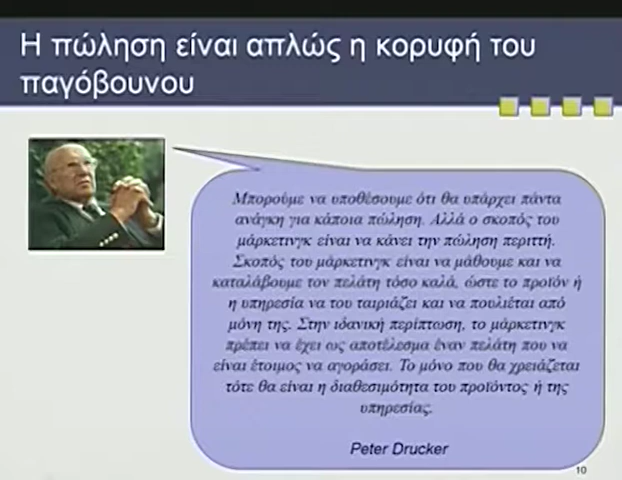 Η πώληση είναι απλώς η κορυφή του
παγόβουνου
Μπορούμε να υποθέσουμε ότι θα υπάρχει πάντα
ανάγκη για κάποια πώληση. Αλλά ο σκοπός του
μάρκετινγκ είναι να κάνει την πώληση περιττή.
Σκοπός του μάρκετινγκ είναι να μάθουμε και να
καταλάβουμε τον πελάτη τόσο καλά, ώστε το προϊόν ή
η υπηρεσία να του ταιριάζει και να πουλιέται από
μόνη της. Στην ιδανική περίπτωση, το μάρκετινγκ
πρέπει να έχει ως αποτέλεσμα έναν πελάτη που να
είναι έτοιμος να αγοράσει. Το μόνο που θα χρειάζεται
τότε θα είναι η διαθεσιμότητα του προϊόντος ή της
υπηρεσίας.
Peter Drucker
10